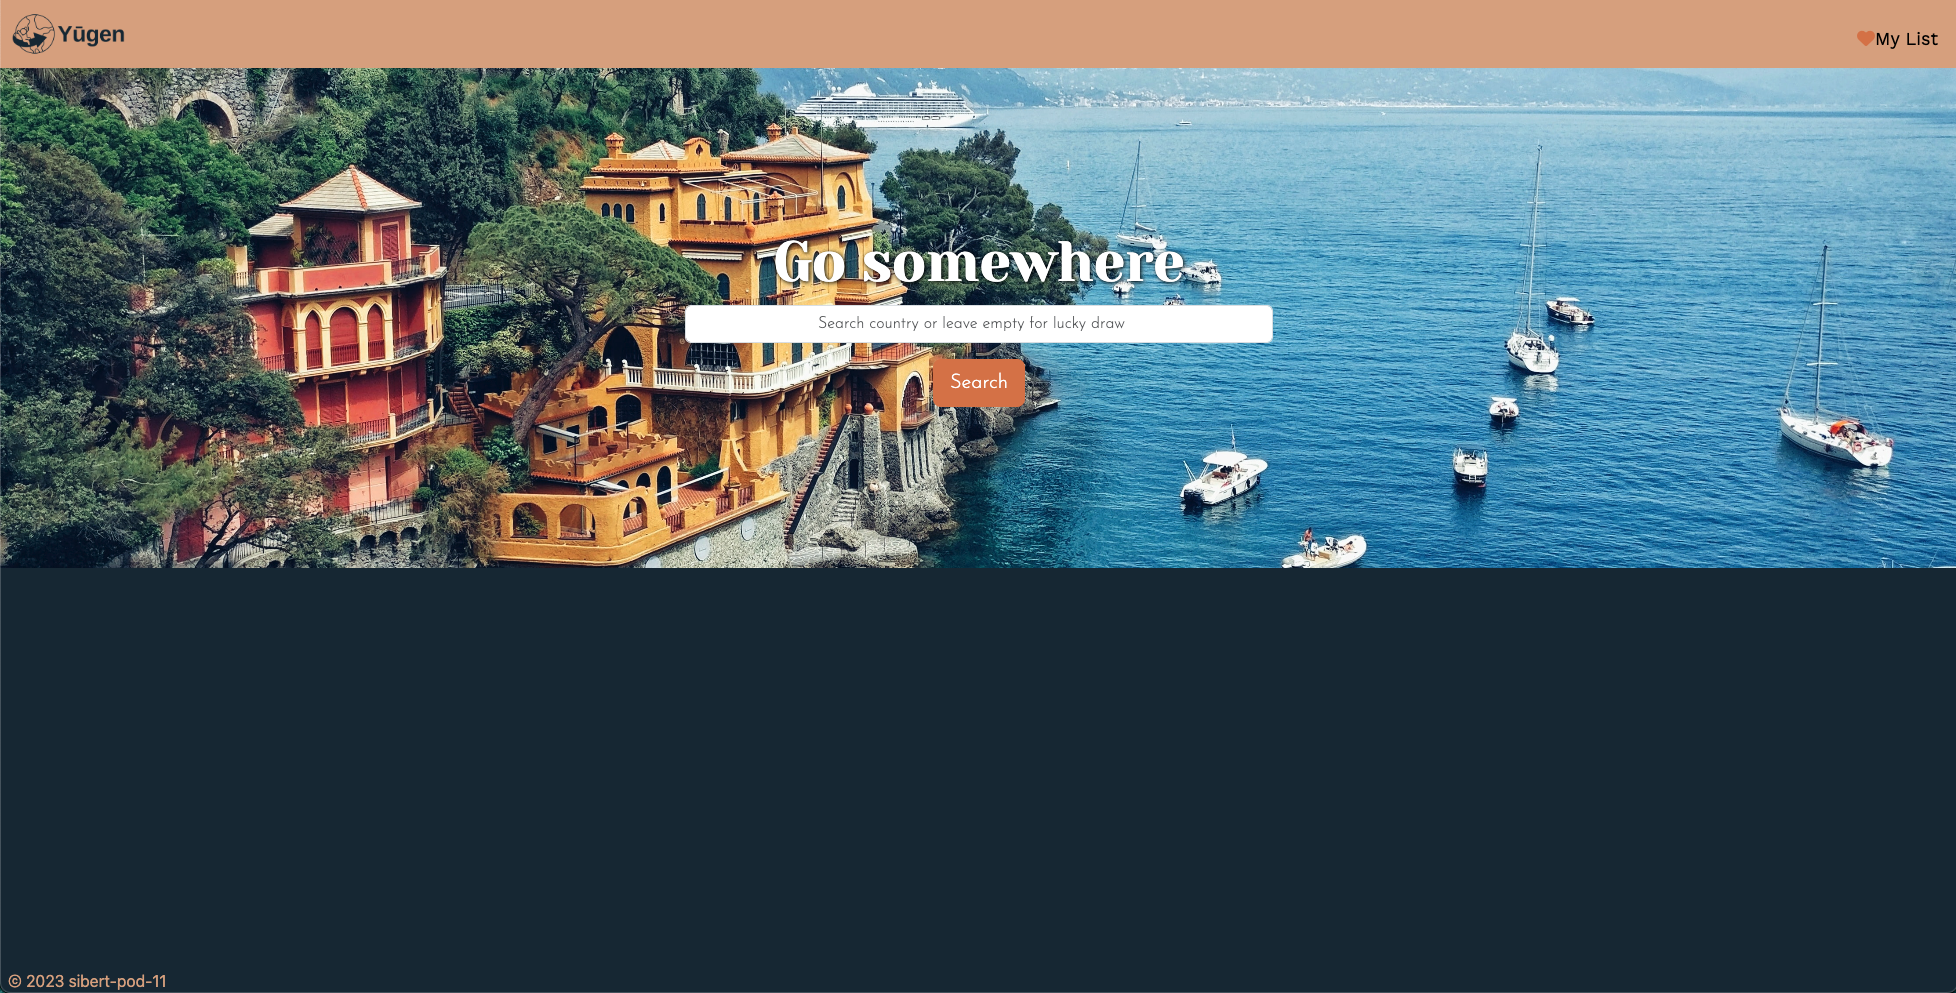 Yūgen
My List
Go somewhere
Search country or leave empty for lucky draw
Search
© 2023 sibert-pod-11